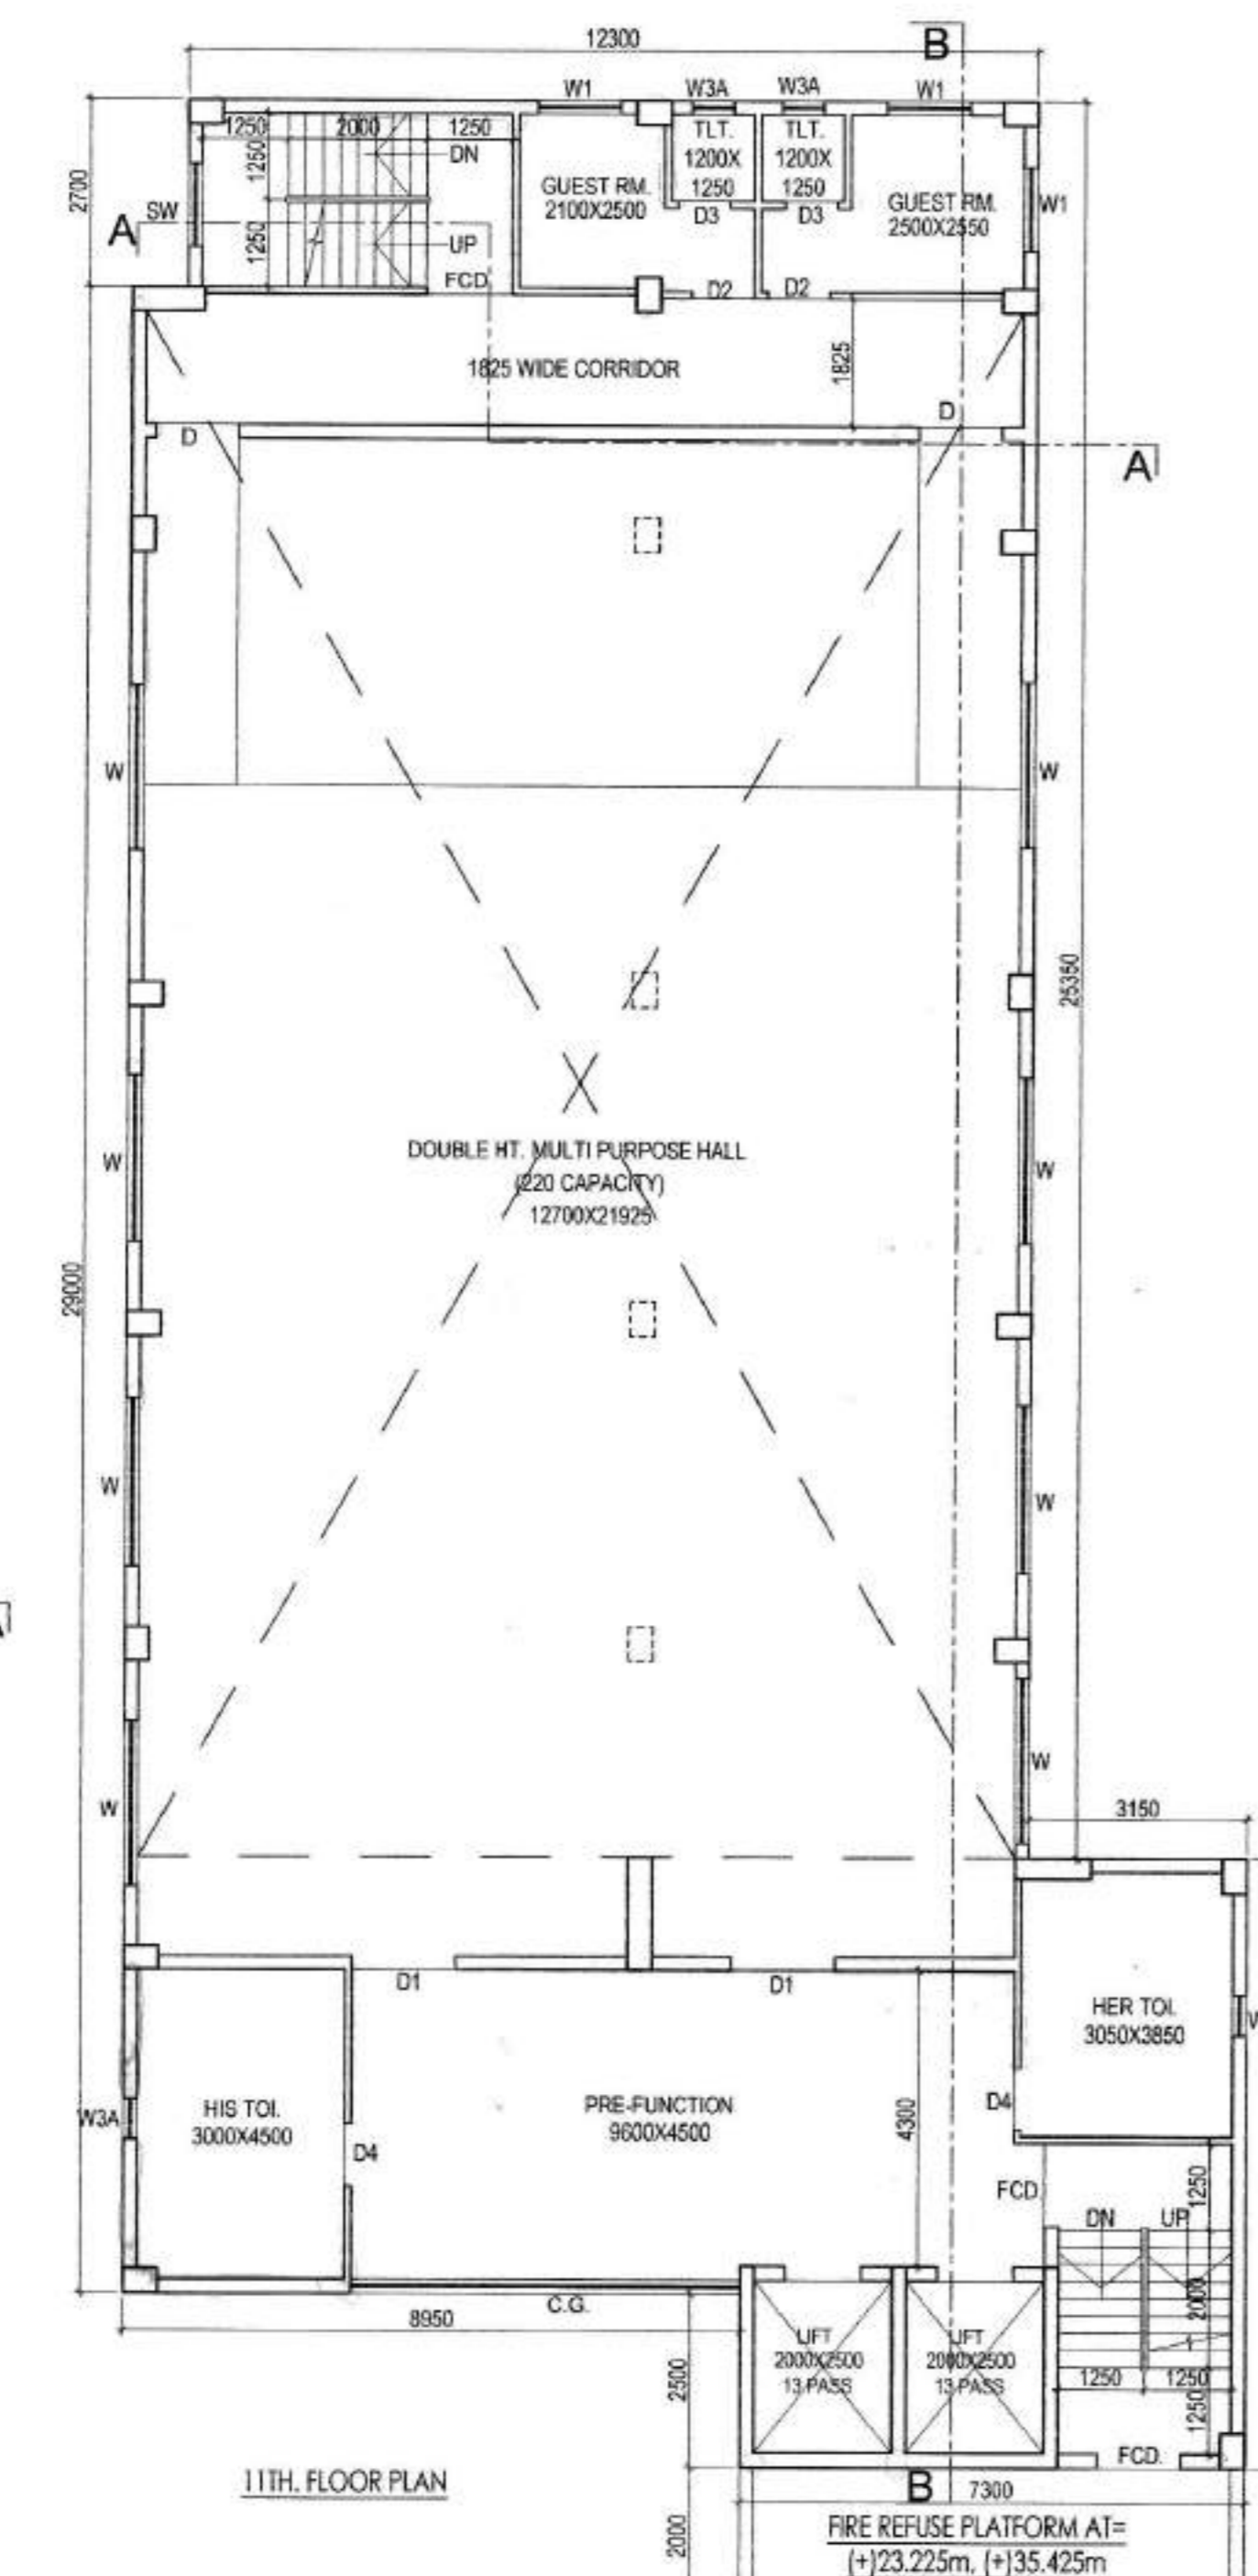 12300
B
W1
W3A
W3A
W1
1250
2000
1250
DN
1250
2700
GUEST RM.
2100X2500
TLT.
1200X
1250
TLT.
1200X
1250
GUEST RM.
2500X2550
W1
D3
D3
SW
A
1250
UP
FCD
D2
D2
1825 WIDE CORRIDOR
1825
D
D
A
W
W
25350
DOUBLE HT. MULTI PURPOSE HALL
(220 CAPACITY)
12700X21925
W
W
29000
W
W
W
W
3150
D1
D1
HER TOI.
3050X3850
W3A
HIS TOI.
3000X4500
D4
PRE-FUNCTION
9600X4500
4300
D4
FCD
1250
DN
UP
2000
C.G.
8950
LIFT
2000X2500
13 PASS
LIFT
2000X2500
13 PASS
1250
1250
1250
2500
FCD.
11TH. FLOOR PLAN
B
7300
2000
FIRE REFUSE PLATFORM AT=
(+)23.225m, (+)35.425m